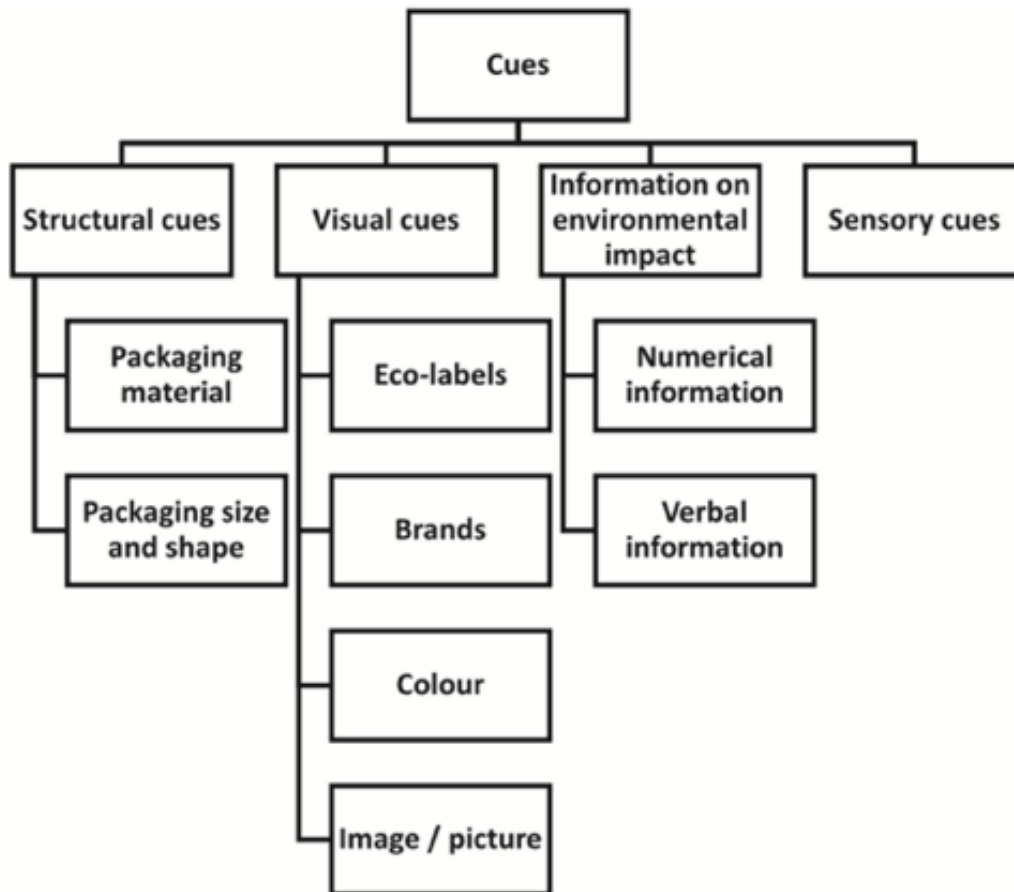 Cues
Structural cues
Visual cues
Information on
environmental
impact
Sensory cues
Packaging
material
Eco-labels
Numerical
information
Packaging size
and shape
Brands
Verbal
information
Colour
Image / picture